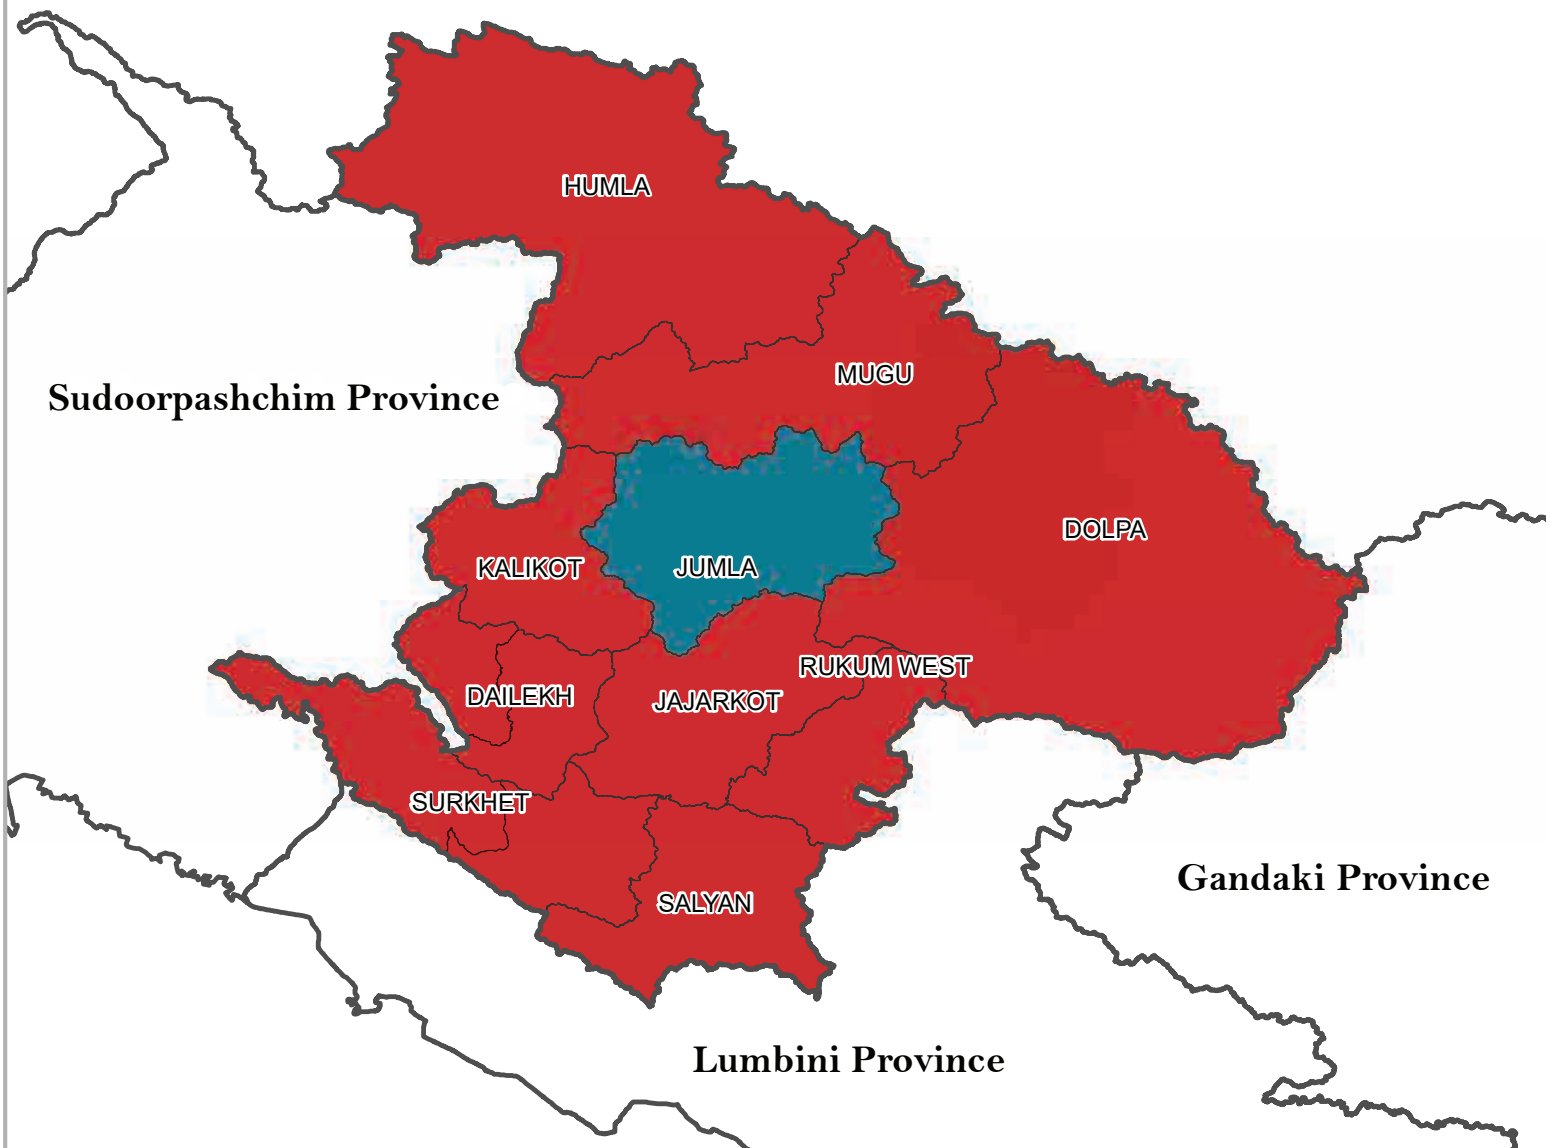 HUMLA
MUGU
Sudoorpashchim Province
DOLPA
KALIKOT
JUMLA
RUKUM WEST
DAILEKH
JAJARKOT
SURKHET
Gandaki Province
SALYAN
Lumbini Province